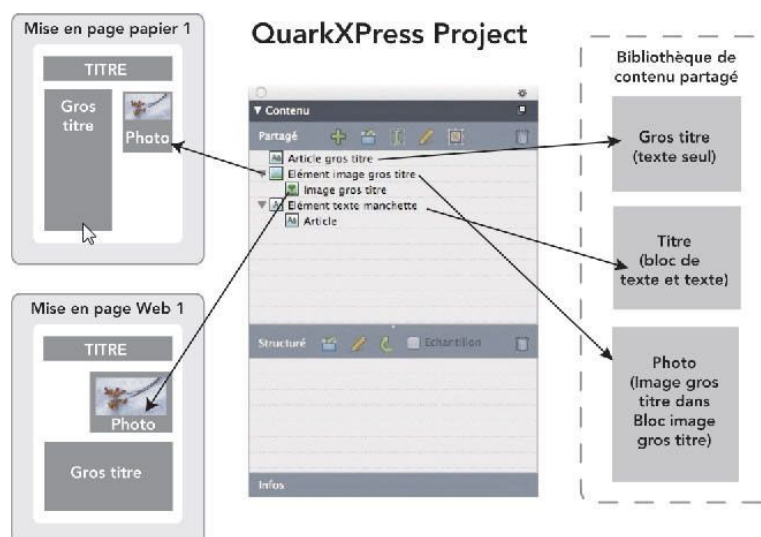 Mise en page papier 1
TITRE
Gros
titre
Photo
Mise en page Web 1
TITRE
Photo
Gros titre
QuarkXPress Project
Contenu
Partagé
Article gros titre
Elément image gros titre
Image gros titre
Elément texte manchette
Article
Structuré
Echantillon
Infos
Bibliothèque de
contenu partagé
Gros titre
(texte seul)
Titre
(bloc de
texte et texte)
Photo
(Image gros
titre dans
Bloc image
gros titre)